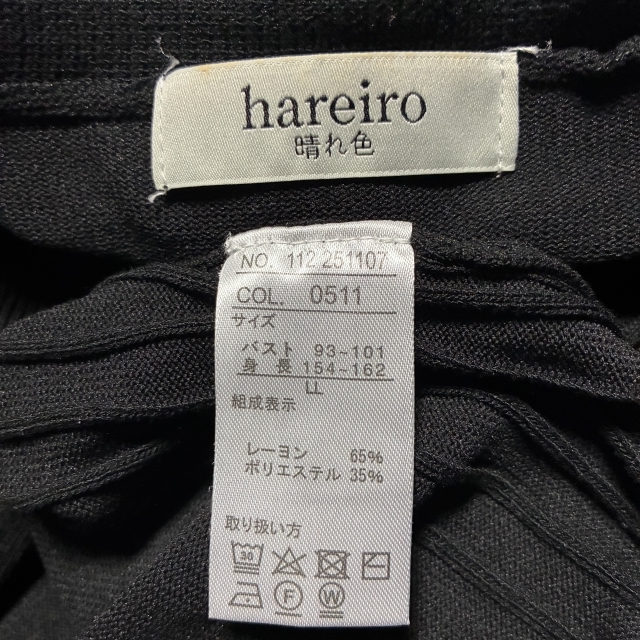 hareiro
晴れ色
NO. 112 251107
COL. 0511
サイズ
バスト 93~101
身長 154~162
LL
組成表示
レーヨン 65%
ポリエステル 35%
取り扱い方
30
F W